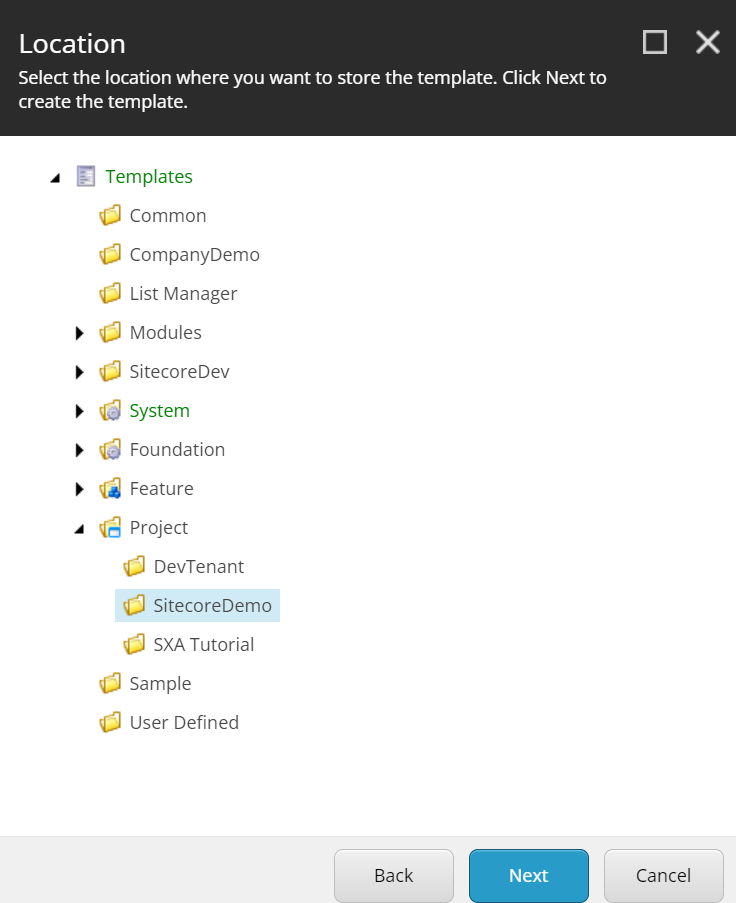 Location
Select the location where you want to store the template. Click Next to
create the template.
Templates
Common
CompanyDemo
List Manager
Modules
SitecoreDev
System
Foundation
Feature
Project
DevTenant
SitecoreDemo
SXA Tutorial
Sample
User Defined
Back
Next
Cancel